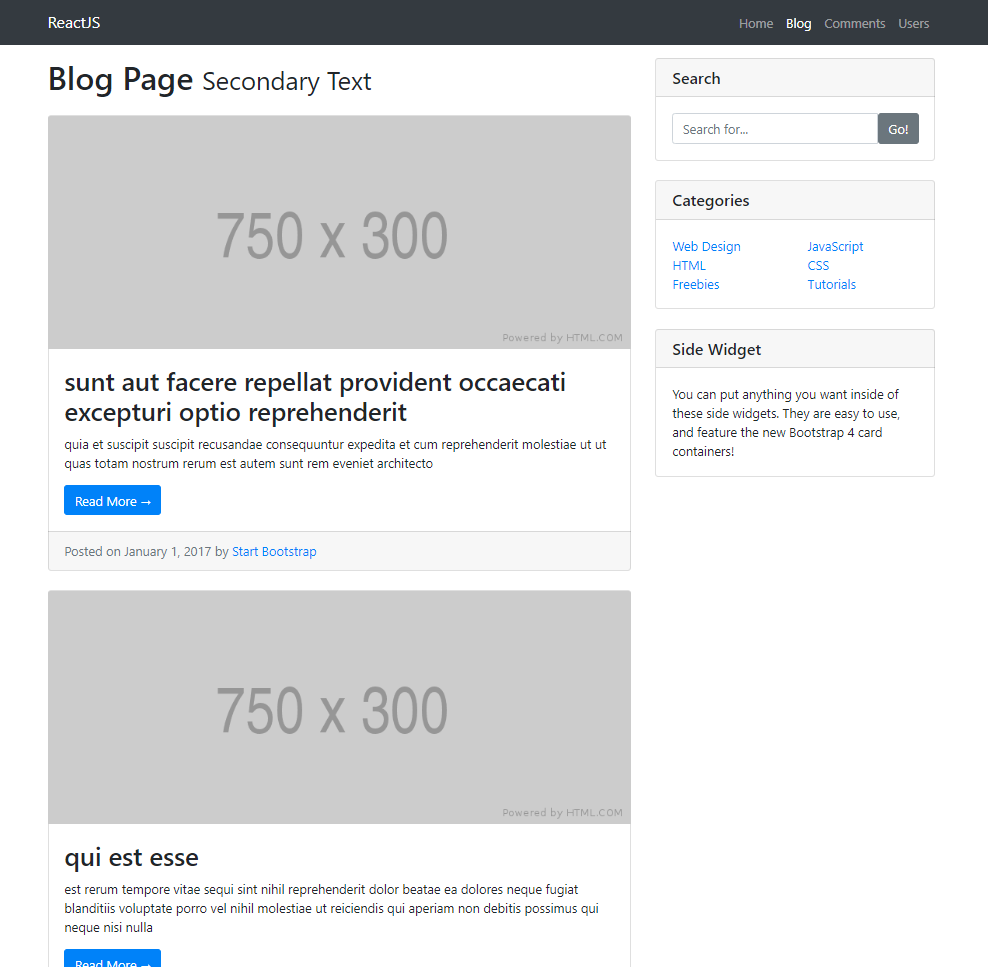 ReactJS
Home Blog Comments Users
Blog Page Secondary Text
750 x 300
Powered by HTML.COM
sunt aut facere repellat provident occaecati
excepturi optio reprehenderit
quia et suscipit suscipit recusandae consequuntur expedita et cum reprehenderit molestiae ut ut
quas totam nostrum rerum est autem sunt rem eveniet architecto
Read More →
Posted on January 1, 2017 by Start Bootstrap
750 x 300
Powered by HTML.COM
qui est esse
est rerum tempore vitae sequi sint nihil reprehenderit dolor beatae ea dolores neque fugiat
blanditiis voluptate porro vel nihil molestiae ut reiciendis qui aperiam non debitis possimus qui
neque nisi nulla
Read More →
Search
Search for...
Go!
Categories
Web Design
HTML
Freebies
JavaScript
CSS
Tutorials
Side Widget
You can put anything you want inside of
these side widgets. They are easy to use,
and feature the new Bootstrap 4 card
containers!